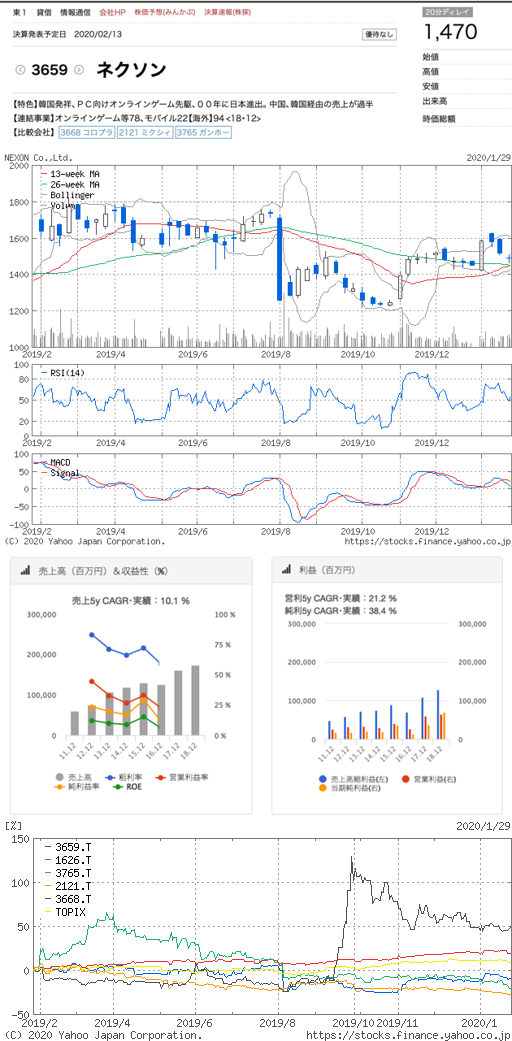 東1 貸借 情報通信 会社HP 株価予想(みんかぶ) 決算速報(株探)
20分ディレイ
1,470
決算発表予定日 2020/02/13
優待なし
3659 ネクソン
始値
高値
安値
出来高
時価総額
【特色】韓国発祥、PC向けオンラインゲーム先駆、00年に日本進出。中国、韓国経由の売上が過半
【連結事業】オンラインゲーム等78、モバイル22【海外】94<18・12>
【比較会社】 3668 コロプラ 2121 ミクシィ 3765 ガンホー
NEXON Co.,Ltd. 2020/1/29
2000
1800
1600
1400
1200
1000
13-week MA
26-week MA
Bollinger
Volume
2019/2 2019/4 2019/6 2019/8 2019/10 2019/12
100
80
50
20
0
RSI(14)
2019/2 2019/4 2019/6 2019/8 2019/10 2019/12
100
50
0
-50
-100
MACD
Signal
2019/2 2019/4 2019/6 2019/8 2019/10 2019/12
(C) 2020 Yahoo Japan Corporation. https://stocks.finance.yahoo.co.jp/
売上高（百万円）＆収益性（%）
売上5y CAGR・実績：10.1 %
300,000
200,000
100,000
0
100 %
75 %
50 %
25 %
0 %
11.12 12.12 13.12 14.12 15.12 16.12 17.12 18.12
売上高 粗利率 営業利益率
純利益率 ROE
利益（百万円）
営利5y CAGR・実績：21.2 %
純利5y CAGR・実績：38.4 %
300,000
200,000
100,000
0
300,000
100,000
0
11.12 12.12 13.12 14.12 15.12 16.12 17.12 18.12
売上高総利益(左) 営業利益(右)
当期純利益(右)
[%] 2020/1/29
150
100
50
0
-50
3659.T
1626.T
3765.T
2121.T
3668.T
TOPIX
2019/2 2019/4 2019/6 2019/8 2019/10 2019/11 2020/1
(C) 2020 Yahoo Japan Corporation. https://stocks.finance.yahoo.co.jp/